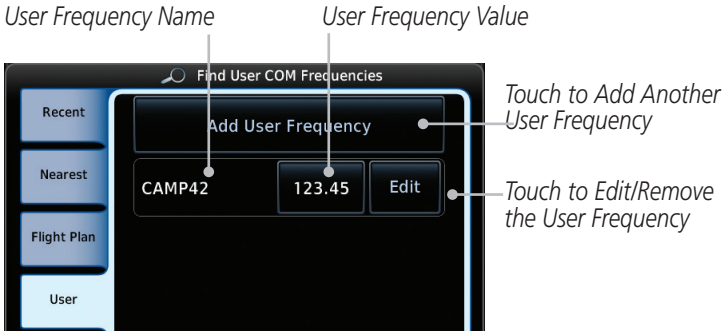 User Frequency Name
User Frequency Value
Find User COM Frequencies
Recent
Add User Frequency
Touch to Add Another
User Frequency
Nearest
CAMP42
123.45
Edit
Touch to Edit/Remove
the User Frequency
Flight Plan
User